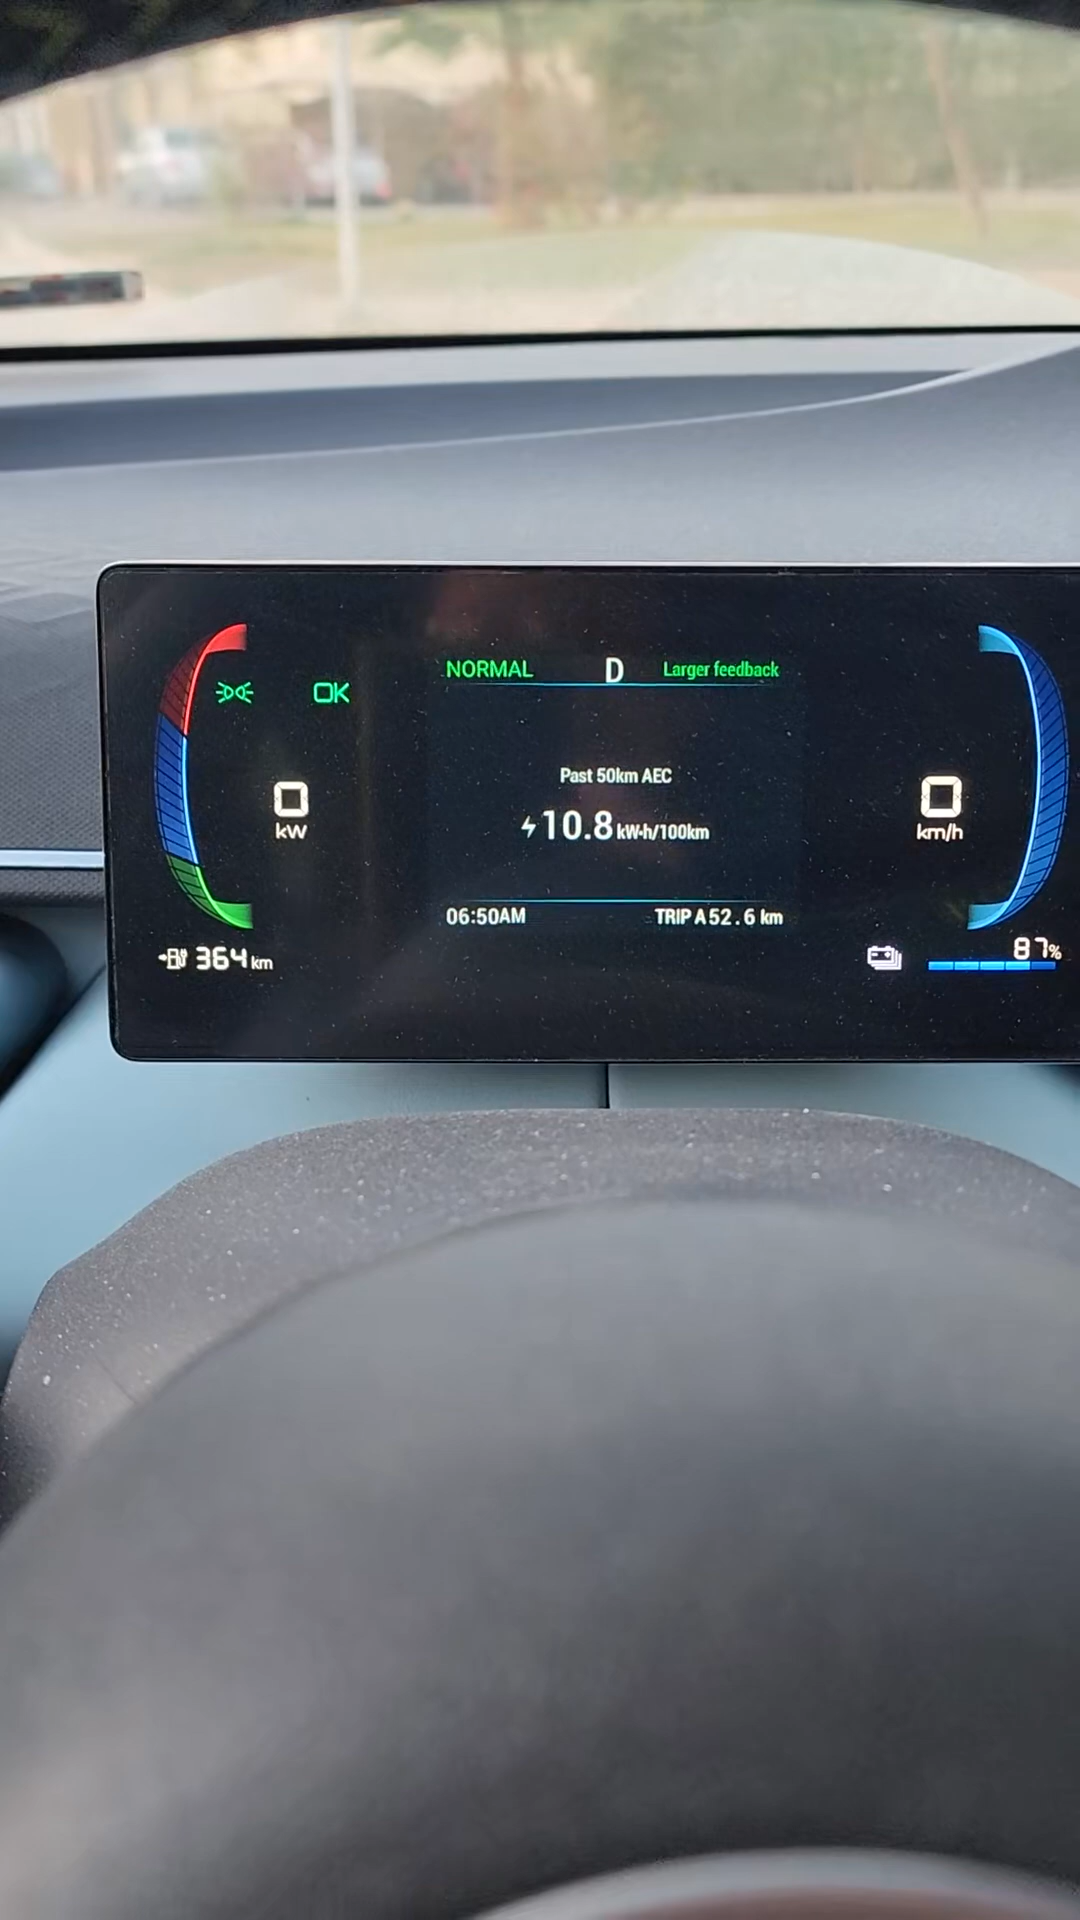 NORMAL D Larger feedback
OK
Past 50km AEC
0 kW
10.8 kW·h/100km
0 km/h
06:50AM TRIP A 52.6 km
364 km
87%